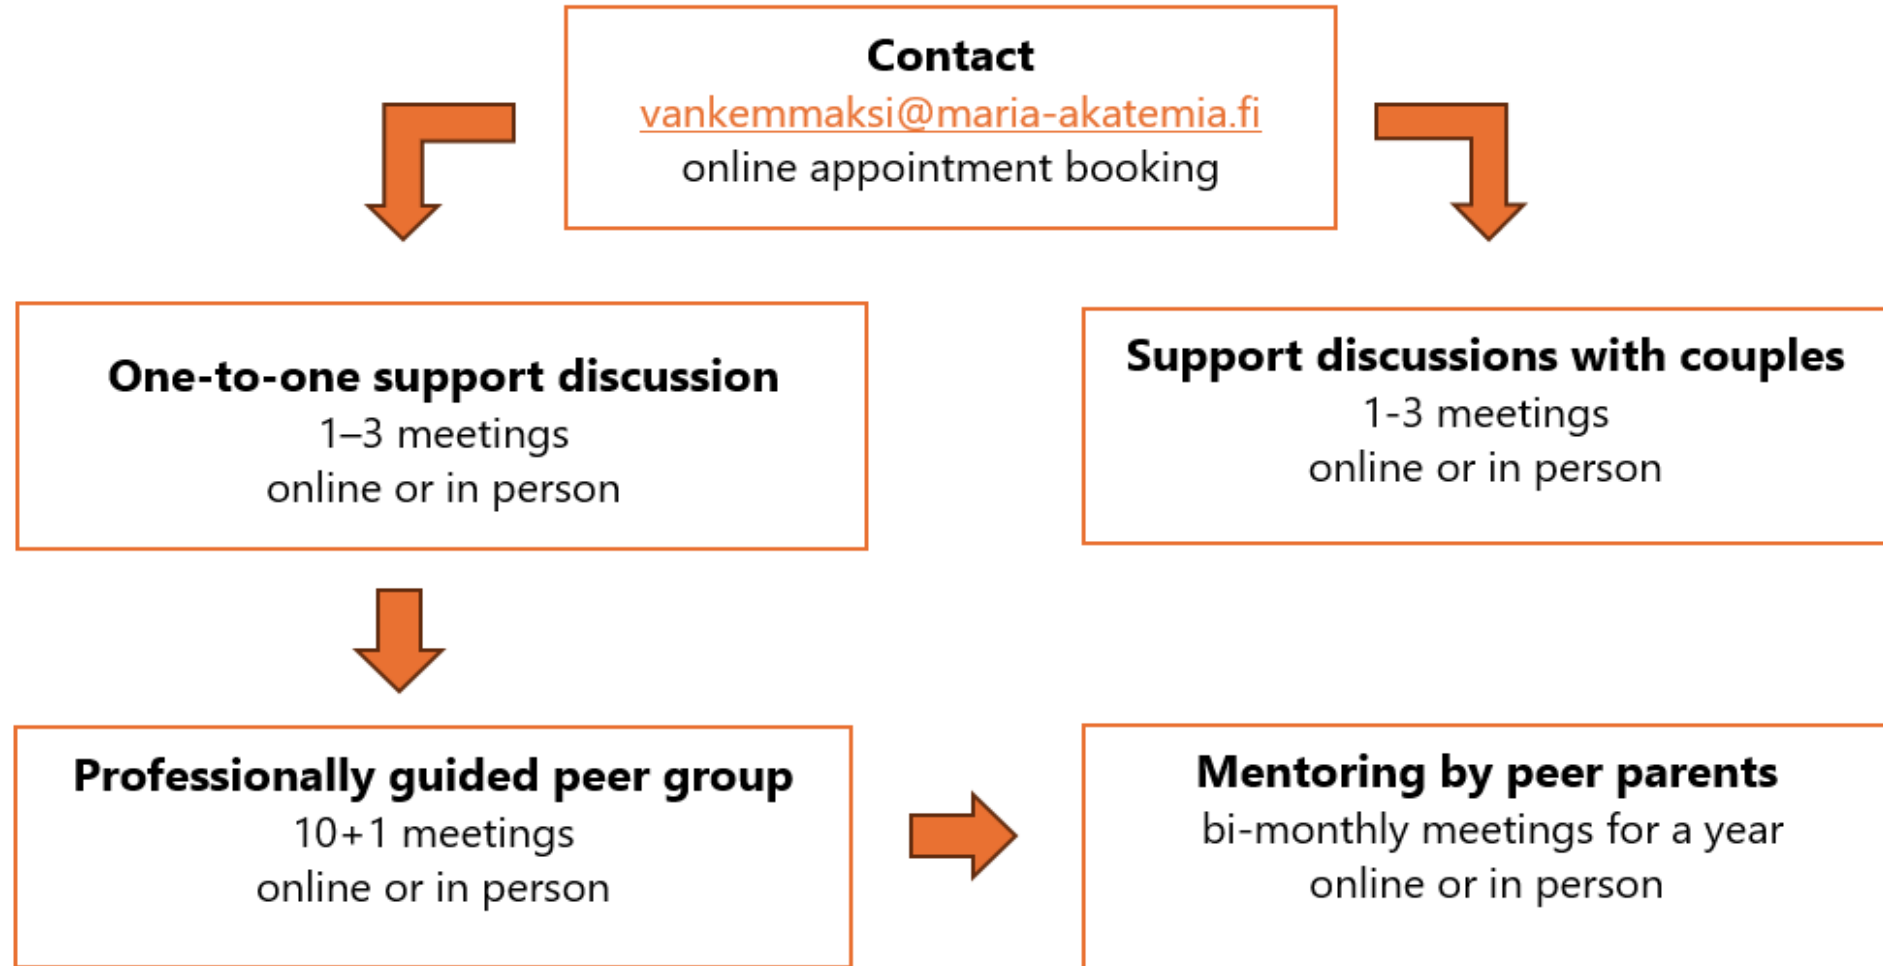 Contact
vankemmaksi@maria-akatemia.fi
online appointment booking
One-to-one support discussion
1–3 meetings
online or in person
Support discussions with couples
1-3 meetings
online or in person
Professionally guided peer group
10+1 meetings
online or in person
Mentoring by peer parents
bi-monthly meetings for a year
online or in person